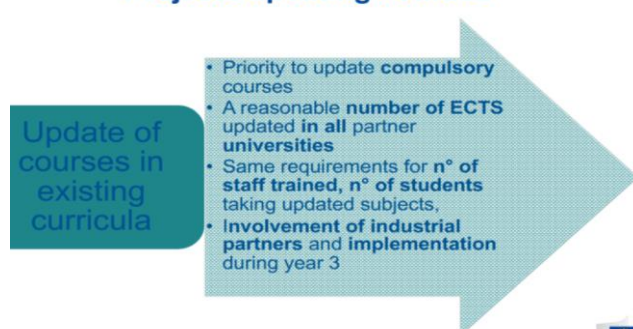 Update of
courses in
existing
curricula
• Priority to update compulsory
courses
• A reasonable number of ECTS
updated in all partner
universities
• Same requirements for n° of
staff trained, n° of students
taking updated subjects,
• Involvement of industrial
partners and implementation
during year 3